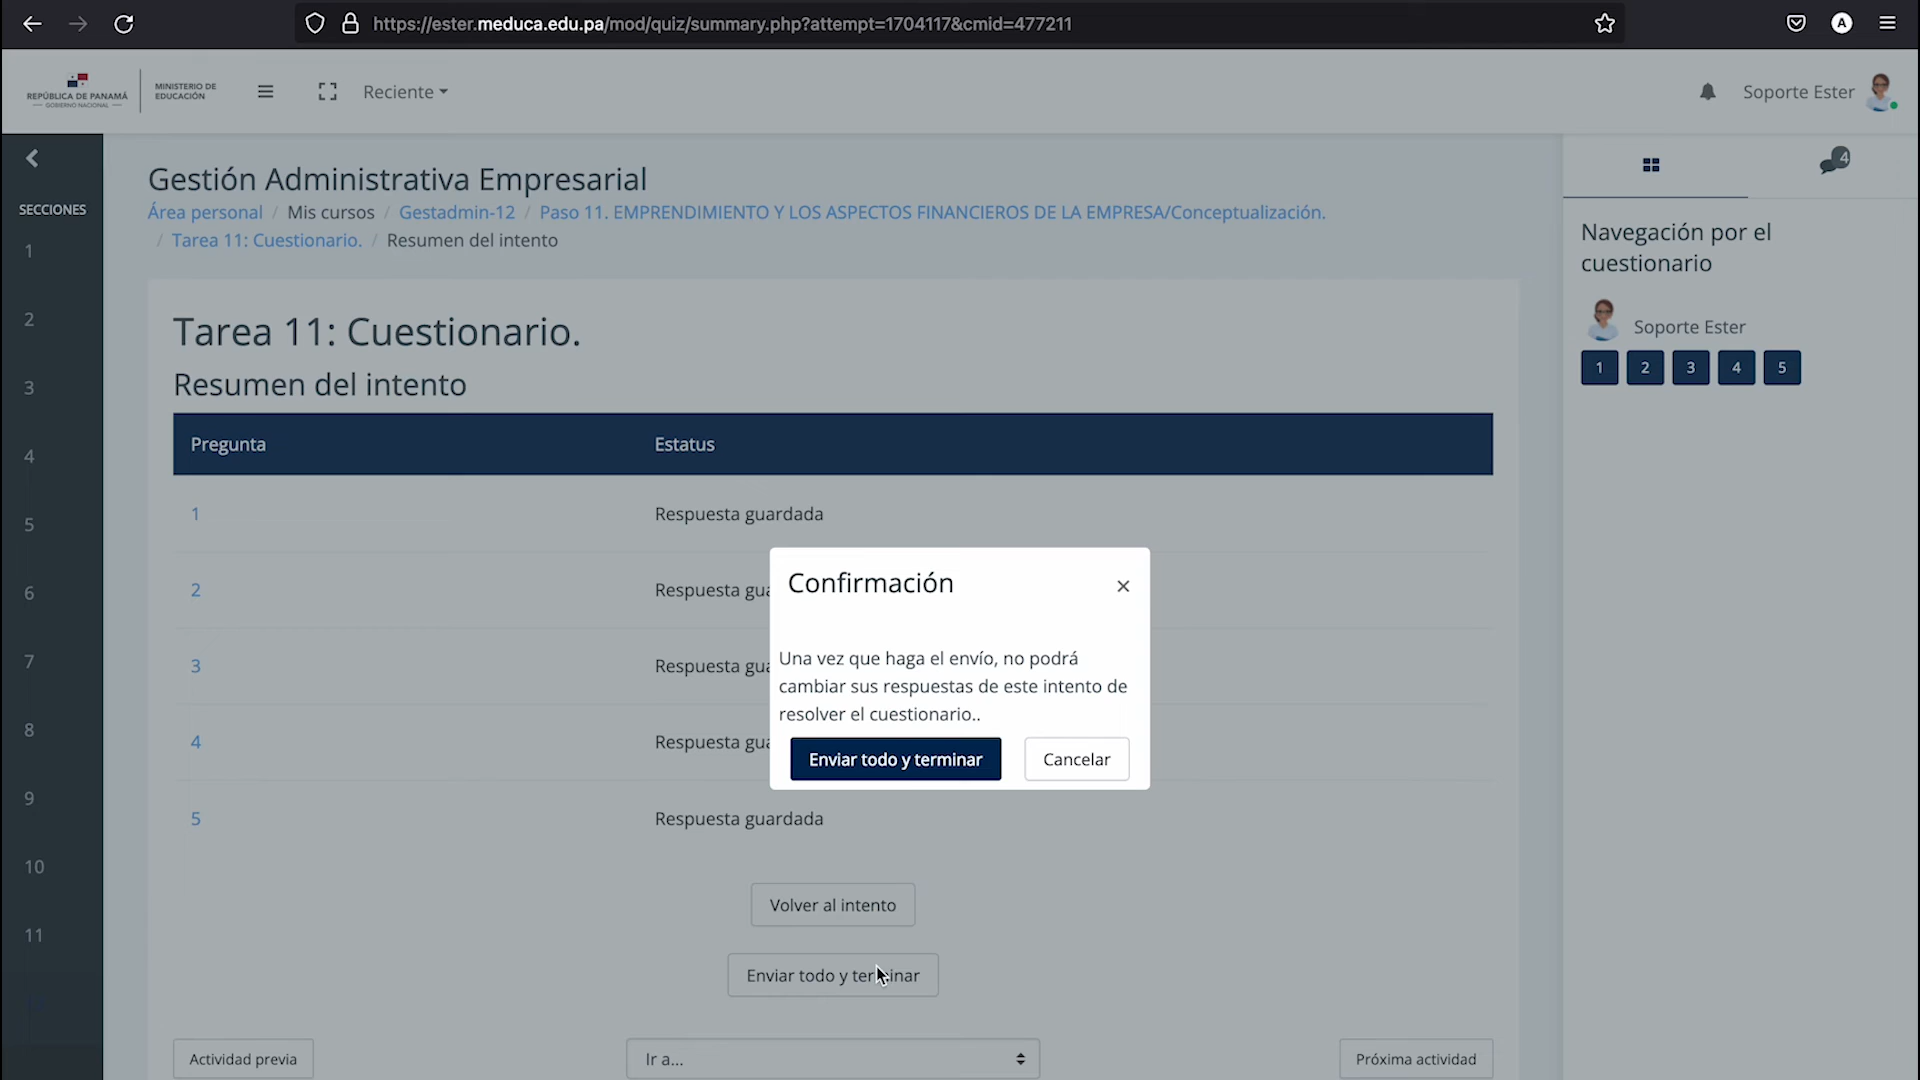 https://ester.meduca.edu.pa/mod/quiz/summary.php?attempt=1704117&cmid=477211
A
REPÚBLICA DE PANAMÁ
— GOBIERNO NACIONAL —
MINISTERIO DE
EDUCACIÓN
Reciente
Soporte Ester
SECCIONES
1
2
3
4
5
6
7
8
9
10
11
Gestión Administrativa Empresarial
Área personal / Mis cursos / Gestadmin-12 / Paso 11. EMPRENDIMIENTO Y LOS ASPECTOS FINANCIEROS DE LA EMPRESA/Conceptualización.
/ Tarea 11: Cuestionario. / Resumen del intento
Tarea 11: Cuestionario.
Resumen del intento
Pregunta Estatus
1 Respuesta guardada
2 Respuesta
3 Respuesta
4 Respuesta
5 Respuesta guardada
Confirmación
×
Una vez que haga el envío, no podrá
cambiar sus respuestas de este intento de
resolver el cuestionario..
Enviar todo y terminar
Cancelar
Volver al intento
Enviar todo y terminar
Actividad previa
Ir a...
Próxima actividad
4
Navegación por el
cuestionario
Soporte Ester
1 2 3 4 5